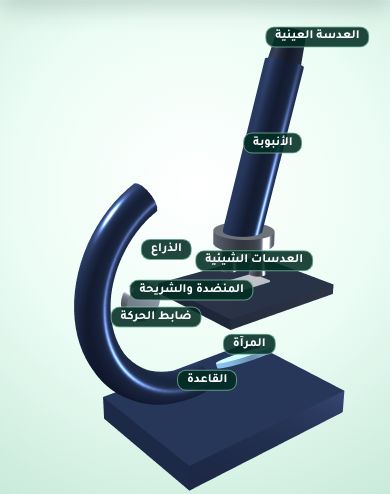 العدسة العينية
الأنبوبة
الذراع
العدسات الشيئية
المنضدة والشريحة
ضابط الحركة
المرآة
القاعدة